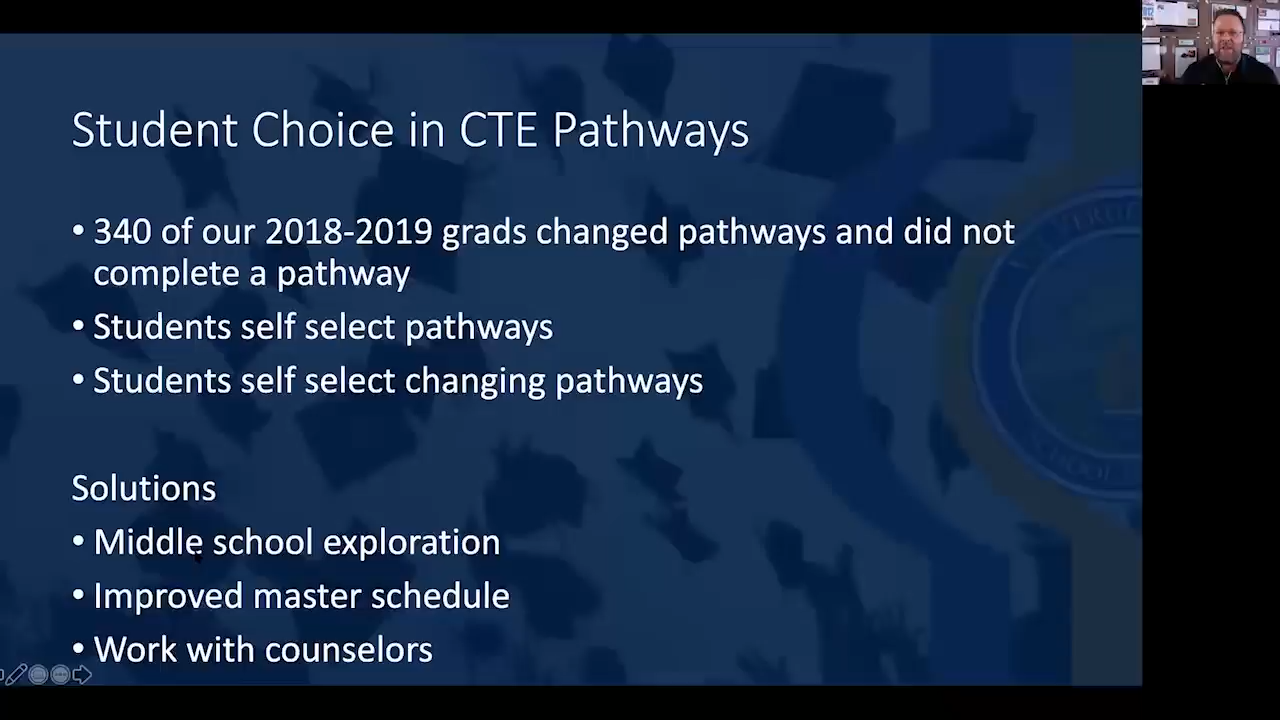 Student Choice in CTE Pathways
• 340 of our 2018-2019 grads changed pathways and did not
complete a pathway
• Students self select pathways
• Students self select changing pathways
Solutions
• Middle school exploration
• Improved master schedule
• Work with counselors
SCHOOL